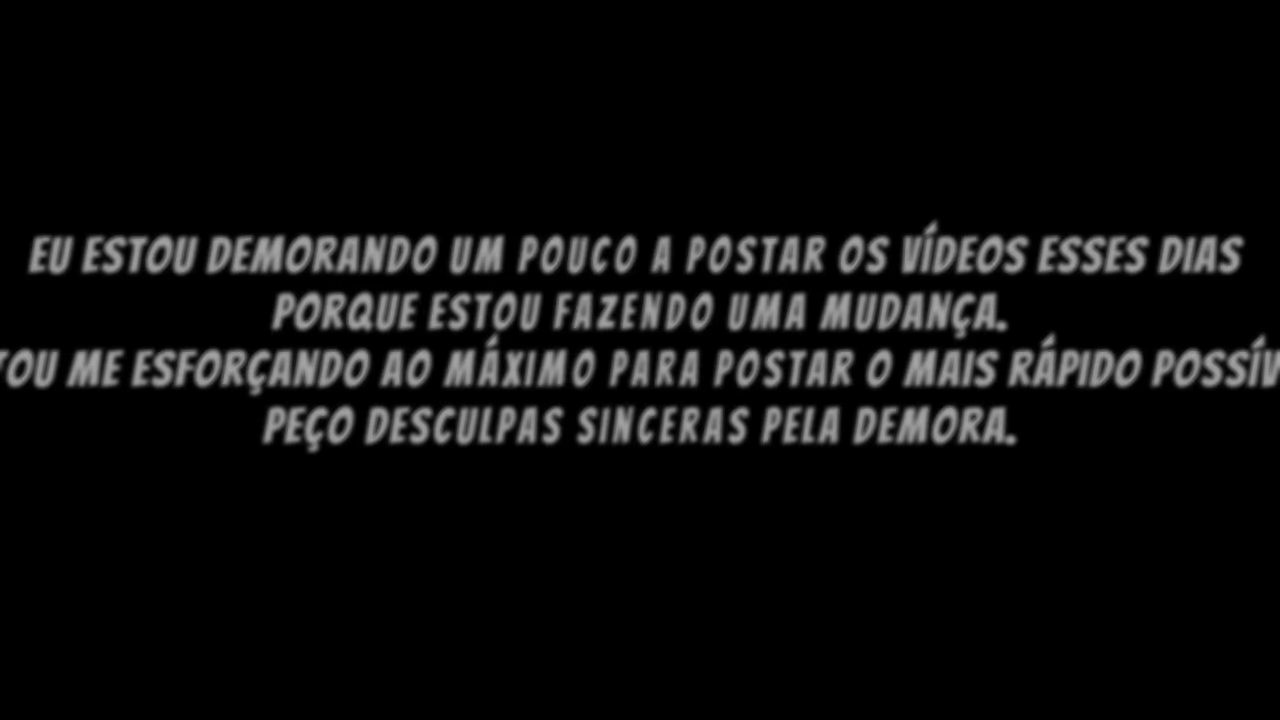 EU ESTOU DEMORANDO UM POUCO A POSTAR OS VÍDEOS ESSES DIAS
PORQUE ESTOU FAZENDO UMA MUDANÇA.
TOU ME ESFORÇANDO AO MÁXIMO PARA POSTAR O MAIS RÁPIDO POSSÍV
PEÇO DESCULPAS SINCERAS PELA DEMORA.